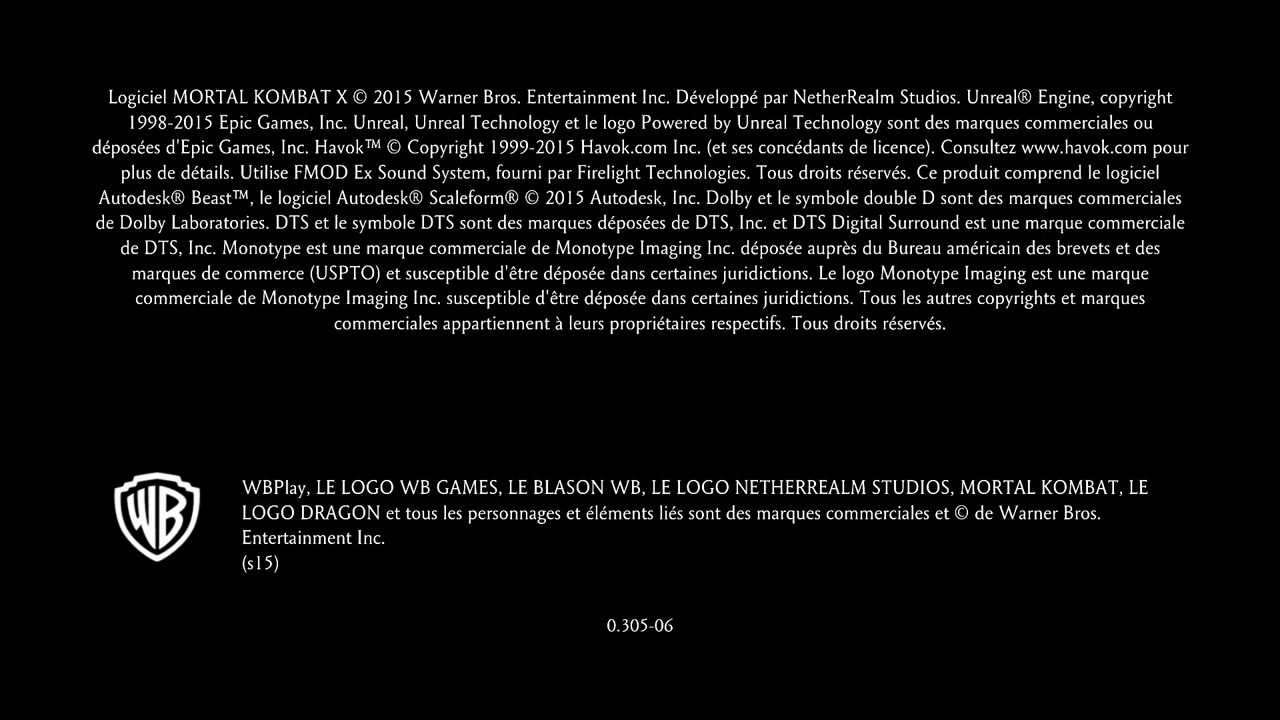 Logiciel MORTAL KOMBAT X © 2015 Warner Bros. Entertainment Inc. Développé par NetherRealm Studios. Unreal® Engine, copyright
1998-2015 Epic Games, Inc. Unreal, Unreal Technology et le logo Powered by Unreal Technology sont des marques commerciales ou
déposées d'Epic Games, Inc. Havok™ © Copyright 1999-2015 Havok.com Inc. (et ses concédants de licence). Consultez www.havok.com pour
plus de détails. Utilise FMOD Ex Sound System, fourni par Firelight Technologies. Tous droits réservés. Ce produit comprend le logiciel
Autodesk® Beast™, le logiciel Autodesk® Scaleform® © 2015 Autodesk, Inc. Dolby et le symbole double D sont des marques commerciales
de Dolby Laboratories. DTS et le symbole DTS sont des marques déposées de DTS, Inc. et DTS Digital Surround est une marque commerciale
de DTS, Inc. Monotype est une marque commerciale de Monotype Imaging Inc. déposée auprès du Bureau américain des brevets et des
marques de commerce (USPTO) et susceptible d'être déposée dans certaines juridictions. Le logo Monotype Imaging est une marque
commerciale de Monotype Imaging Inc. susceptible d'être déposée dans certaines juridictions. Tous les autres copyrights et marques
commerciales appartiennent à leurs propriétaires respectifs. Tous droits réservés.
WB
WBPlay, LE LOGO WB GAMES, LE BLASON WB, LE LOGO NETHERREALM STUDIOS, MORTAL KOMBAT, LE
LOGO DRAGON et tous les personnages et éléments liés sont des marques commerciales et © de Warner Bros.
Entertainment Inc.
(s15)
0.305-06